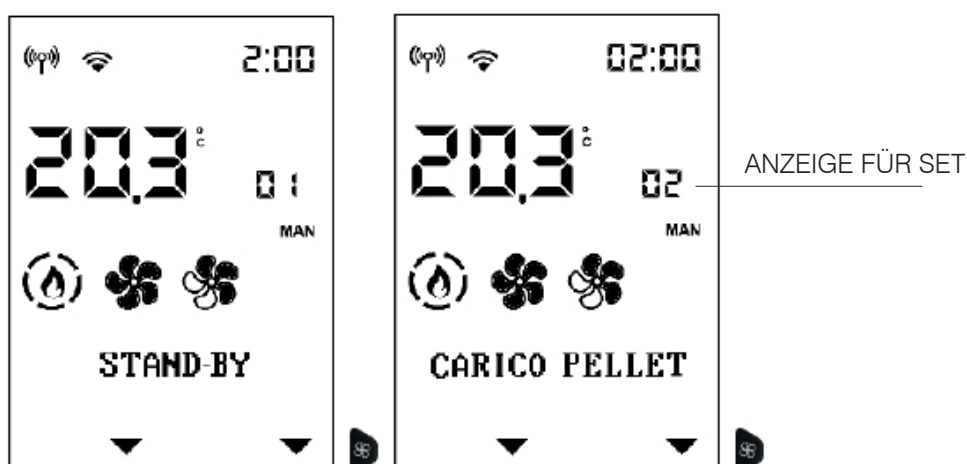 2:00
20.3 °C
01
MAN
STAND-BY
02:00
20.3 °C
02
MAN
CARICO PELLET
ANZEIGE FÜR SET